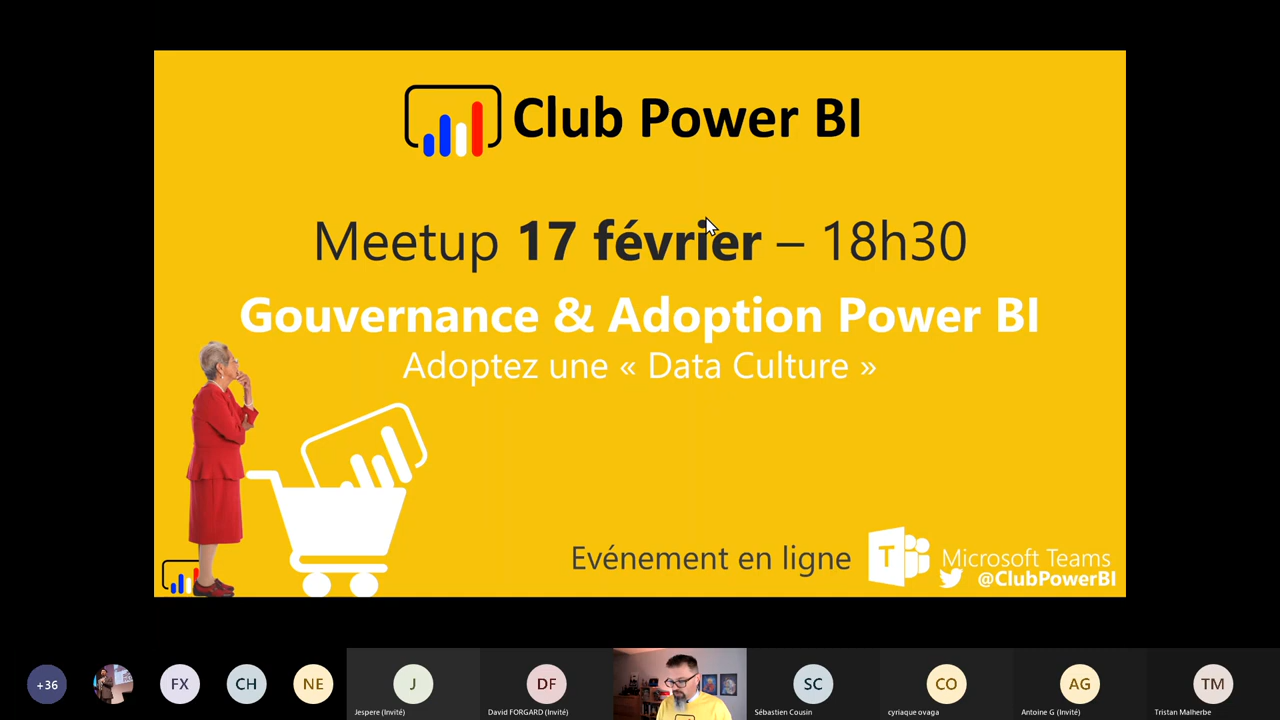 Club Power BI
Meetup 17 février – 18h30
Gouvernance & Adoption Power BI
Adoptez une « Data Culture »
Evénement en ligne
T
Microsoft Teams
@ClubPowerBI
+36
FX
CH
NE
J
DF
SC
CO
AG
TM
Jespere (Invité)
David FORGARD (Invité)
Sébastien Cousin
cyriaque ovaga
Antoine G (Invité)
Tristan Malherbe